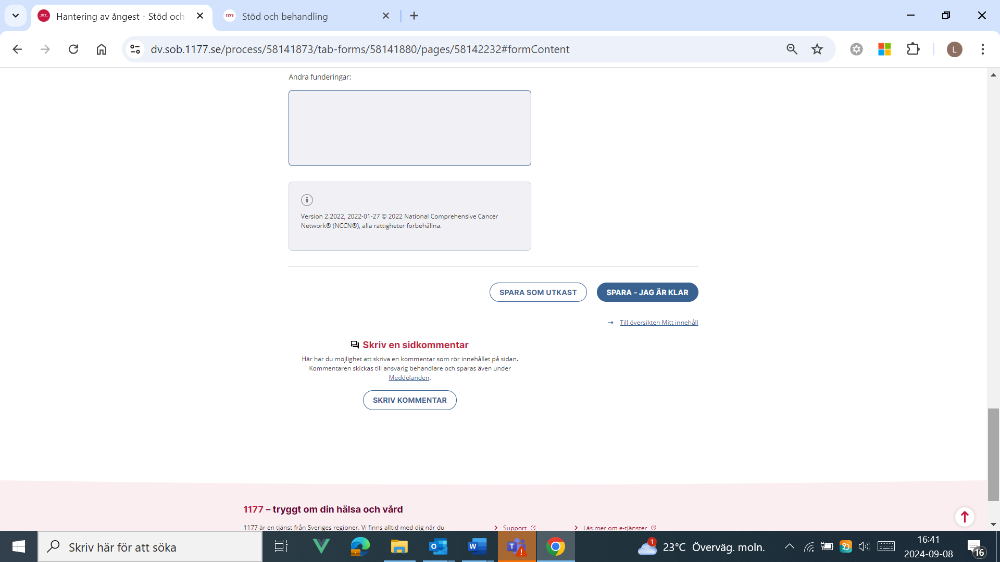 Hantering av ångest - Stöd och
1177
Stöd och behandling
dv.sob.1177.se/process/58141873/tab-forms/58141880/pages/58142232#formContent
L
Andra funderingar:
Version 2.2022, 2022-01-27 © 2022 National Comprehensive Cancer
Network® (NCCN®), alla rättigheter förbehållna.
SPARA SOM UTKAST
SPARA - JAG ÄR KLAR
Till översikten Mitt innehåll
Skriv en sidkommentar
Här har du möjlighet att skriva en kommentar som rör innehållet på sidan.
Kommentaren skickas till ansvarig behandlare och sparas även under
Meddelanden.
SKRIV KOMMENTAR
1177 – tryggt om din hälsa och vård
1177 är en tjänst från Sveriges regioner. Vi finns alltid med dig när du
Support
Läs mer om e-tjänster
Skriv här för att söka
1
23°C Överväg. moln.
16:41
2024-09-08
16